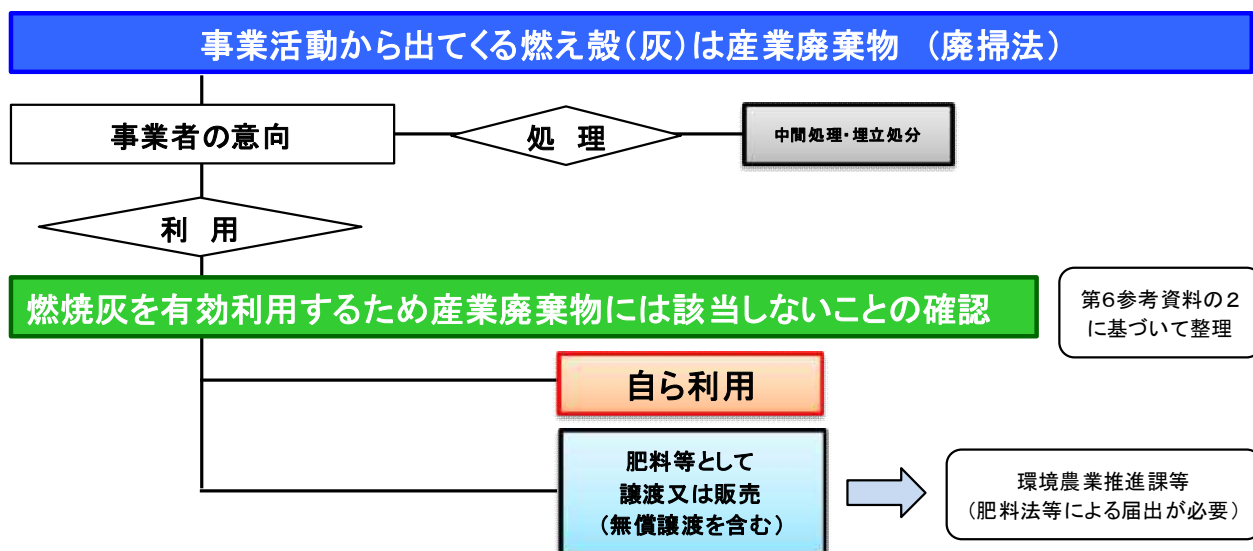 事業活動から出てくる燃え殻(灰)は産業廃棄物 (廃掃法)
事業者の意向
処 理
中間処理・埋立処分
利 用
燃焼灰を有効利用するため産業廃棄物には該当しないことの確認
第6参考資料の2
に基づいて整理
自ら利用
肥料等として
譲渡又は販売
(無償譲渡を含む)
環境農業推進課等
(肥料法等による届出が必要)